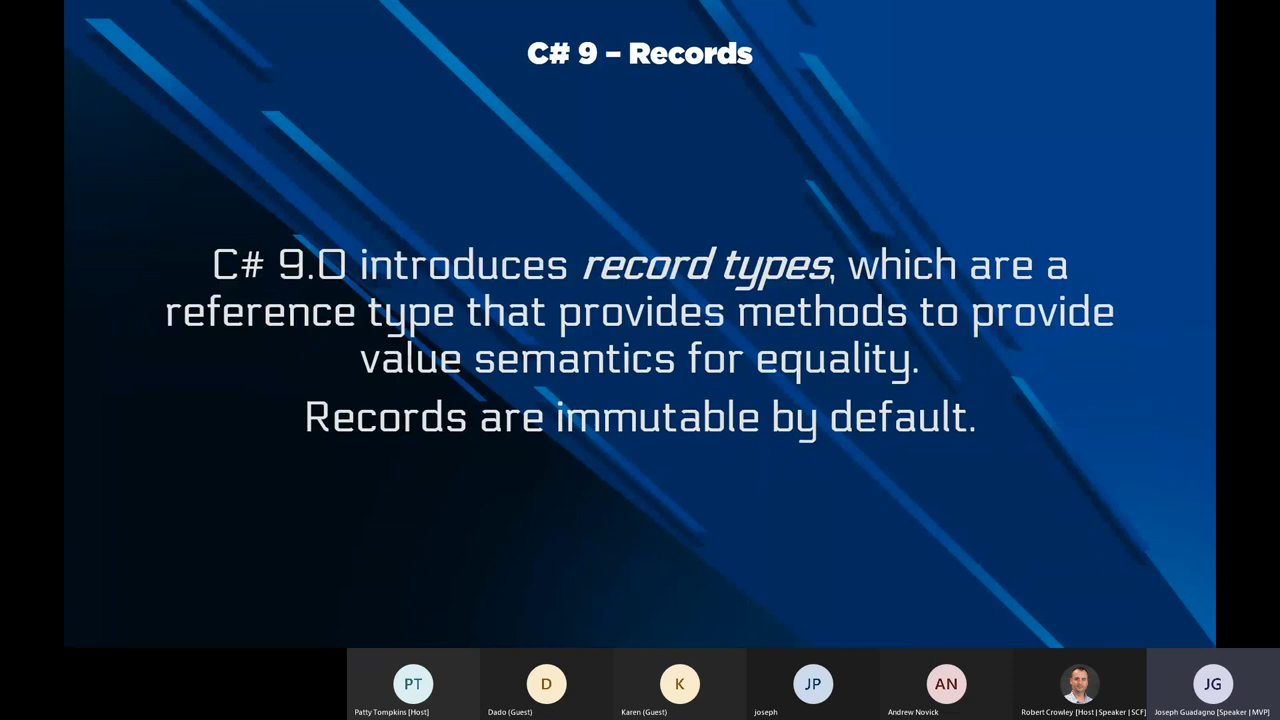 C# 9 – Records
C# 9.0 introduces record types, which are a
reference type that provides methods to provide
value semantics for equality.
Records are immutable by default.
PT
D
K
JP
AN
JG
Patty Tompkins [Host]
Dado (Guest)
Karen (Guest)
joseph
Andrew Novick
Robert Crowley [Host|Speaker|SCF]
Joseph Guadagno [Speaker|MVP]